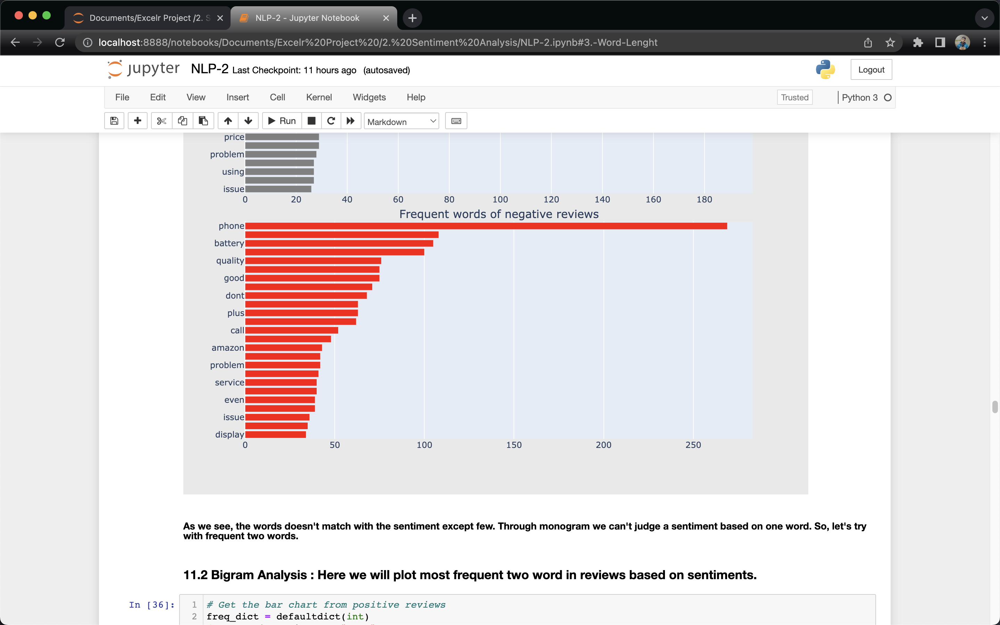 Documents/Excelr Project /2. S
NLP-2 - Jupyter Notebook
localhost:8888/notebooks/Documents/Excelr%20Project%20/2.%20Sentiment%20Analysis/NLP-2.ipynb#3.-Word-Lenght
jupyter NLP-2 Last Checkpoint: 11 hours ago (autosaved)
Logout
File Edit View Insert Cell Kernel Widgets Help
Trusted Python 3
Run Markdown
price
problem
using
issue
0 20 40 60 80 100 120 140 160 180
Frequent words of negative reviews
phone
battery
quality
good
dont
plus
call
amazon
problem
service
even
issue
display
0 50 100 150 200 250
As we see, the words doesn't match with the sentiment except few. Through monogram we can't judge a sentiment based on one word. So, let's try
with frequent two words.
11.2 Bigram Analysis : Here we will plot most frequent two word in reviews based on sentiments.
In [36]:
1 # Get the bar chart from positive reviews
2 freq_dict = defaultdict(int)